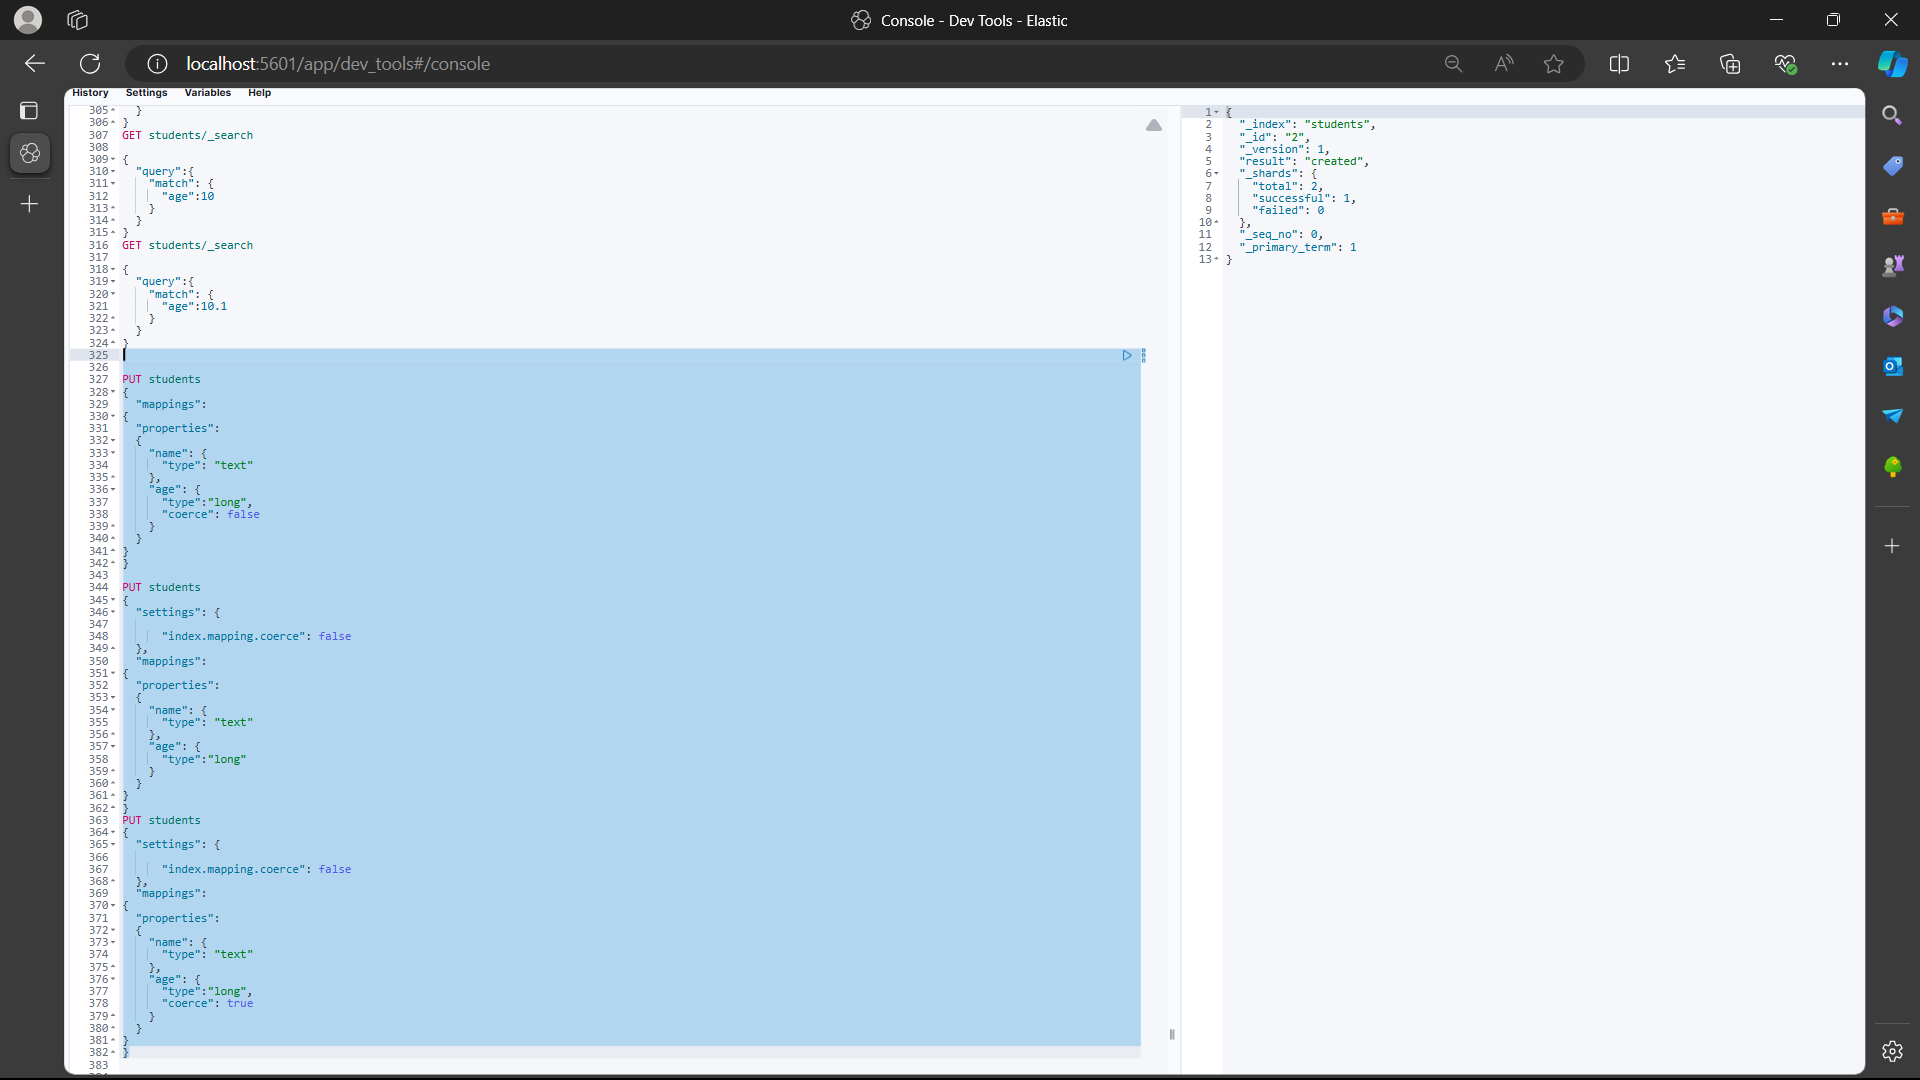 Console - Dev Tools - Elastic
localhost:5601/app/dev_tools#/console
History Settings Variables Help
305 }
306 }
307 GET students/_search
308
309 {
310 "query":{
311 "match": {
312 "age":10
313 }
314 }
315 }
316 GET students/_search
317
318 {
319 "query":{
320 "match": {
321 "age":10.1
322 }
323 }
324 }
325
326
327 PUT students
328 {
329 "mappings":
330 {
331 "properties":
332 {
333 "name": {
334 "type": "text"
335 },
336 "age": {
337 "type":"long",
338 "coerce": false
339 }
340 }
341 }
342 }
343
344 PUT students
345 {
346 "settings": {
347
348 "index.mapping.coerce": false
349 },
350 "mappings":
351 {
352 "properties":
353 {
354 "name": {
355 "type": "text"
356 },
357 "age": {
358 "type":"long"
359 }
360 }
361 }
362 }
363 PUT students
364 {
365 "settings": {
366
367 "index.mapping.coerce": false
368 },
369 "mappings":
370 {
371 "properties":
372 {
373 "name": {
374 "type": "text"
375 },
376 "age": {
377 "type":"long",
378 "coerce": true
379 }
380 }
381 }
382 }
383
1 {
2 "_index": "students",
3 "_id": "2",
4 "_version": 1,
5 "result": "created",
6 "_shards": {
7 "total": 2,
8 "successful": 1,
9 "failed": 0
10 },
11 "_seq_no": 0,
12 "_primary_term": 1
13 }